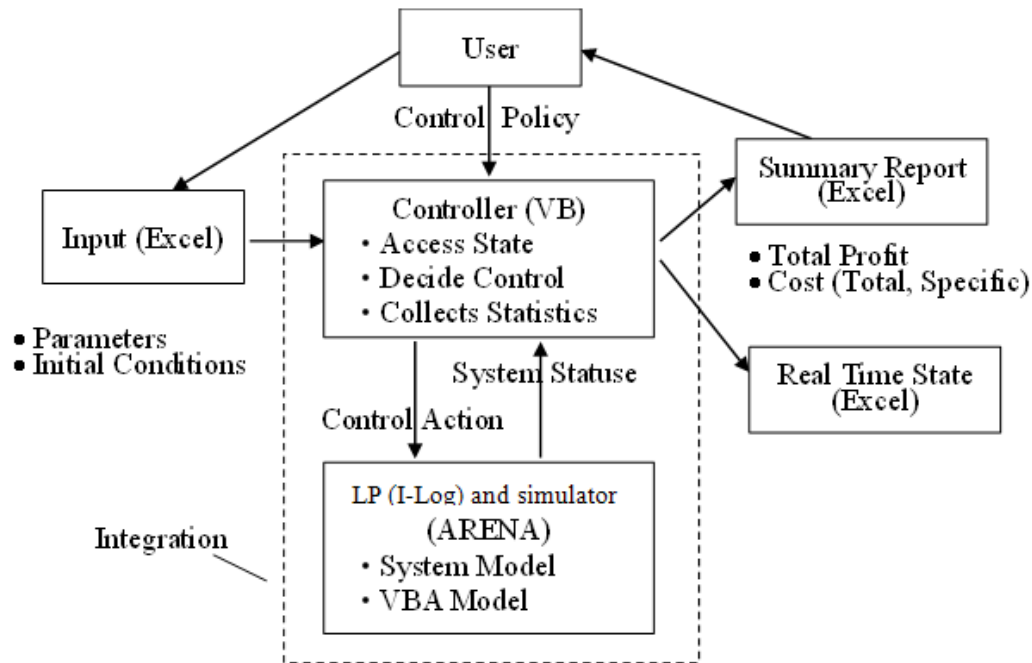 User
Control Policy
Input (Excel)
• Parameters
• Initial Conditions
Controller (VB)
• Access State
• Decide Control
• Collects Statistics
Summary Report
(Excel)
• Total Profit
• Cost (Total, Specific)
Real Time State
(Excel)
System Statuse
Control Action
LP (I-Log) and simulator
(ARENA)
• System Model
• VBA Model
Integration